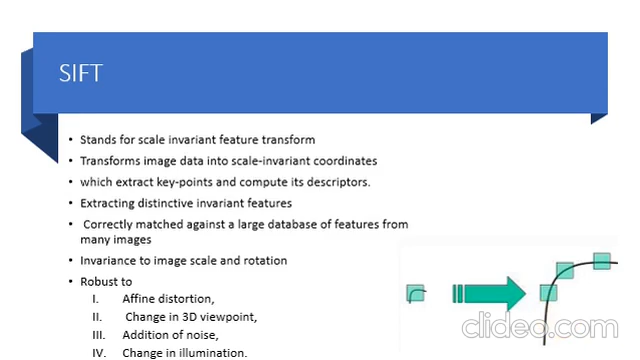 SIFT
• Stands for scale invariant feature transform
• Transforms image data into scale-invariant coordinates
• which extract key-points and compute its descriptors.
• Extracting distinctive invariant features
• Correctly matched against a large database of features from
many images
• Invariance to image scale and rotation
• Robust to
I. Affine distortion,
II. Change in 3D viewpoint,
III. Addition of noise,
IV. Change in illumination.
clideo.com